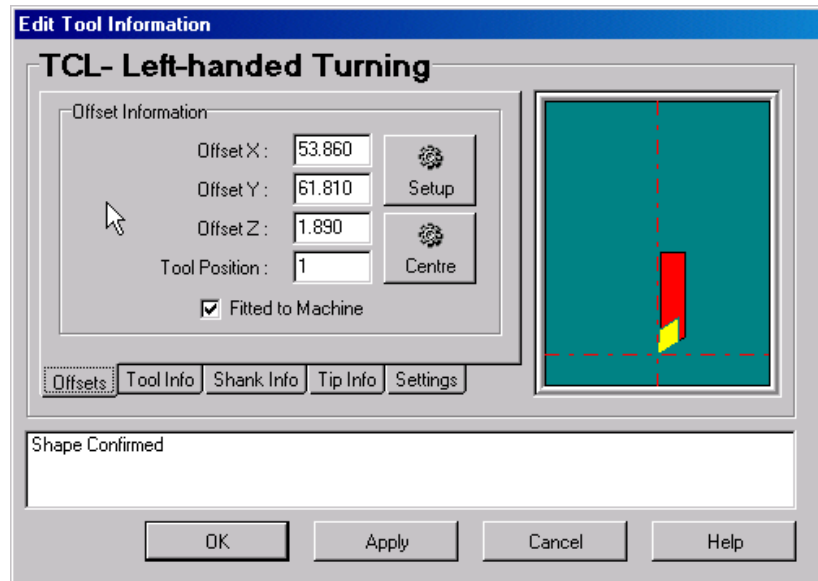 Edit Tool Information
TCL- Left-handed Turning
Offset Information
Offset X : 53.860
Setup
Offset Y : 61.810
Offset Z : 1.890
Centre
Tool Position : 1
Fitted to Machine
Offsets Tool Info Shank Info Tip Info Settings
Shape Confirmed
OK Apply Cancel Help